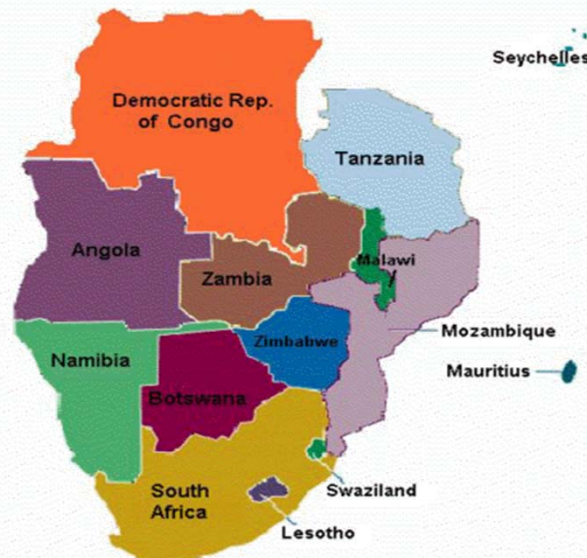 Seychelles
Democratic Rep.
of Congo
Tanzania
Angola
Malawi
Zambia
Mozambique
Zimbabwe
Namibia
Mauritius
Botswana
South
Africa
Swaziland
Lesotho